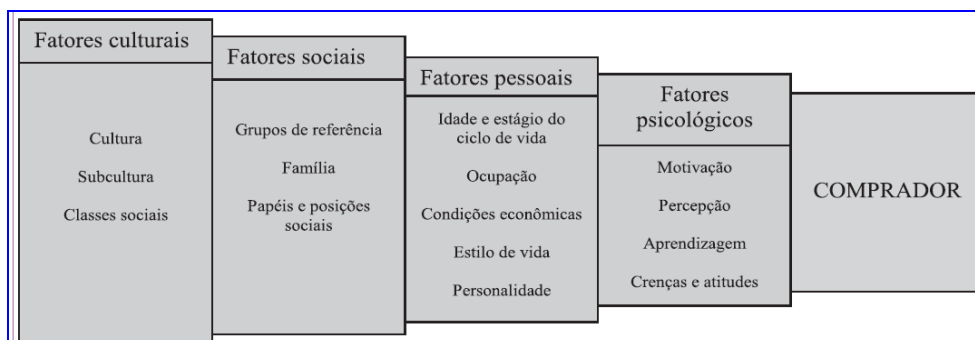 Fatores culturais
Cultura
Subcultura
Classes sociais
Fatores sociais
Grupos de referência
Família
Papéis e posições
sociais
Fatores pessoais
Idade e estágio do
ciclo de vida
Ocupação
Condições econômicas
Estilo de vida
Personalidade
Fatores
psicológicos
Motivação
Percepção
Aprendizagem
Crenças e atitudes
COMPRADOR